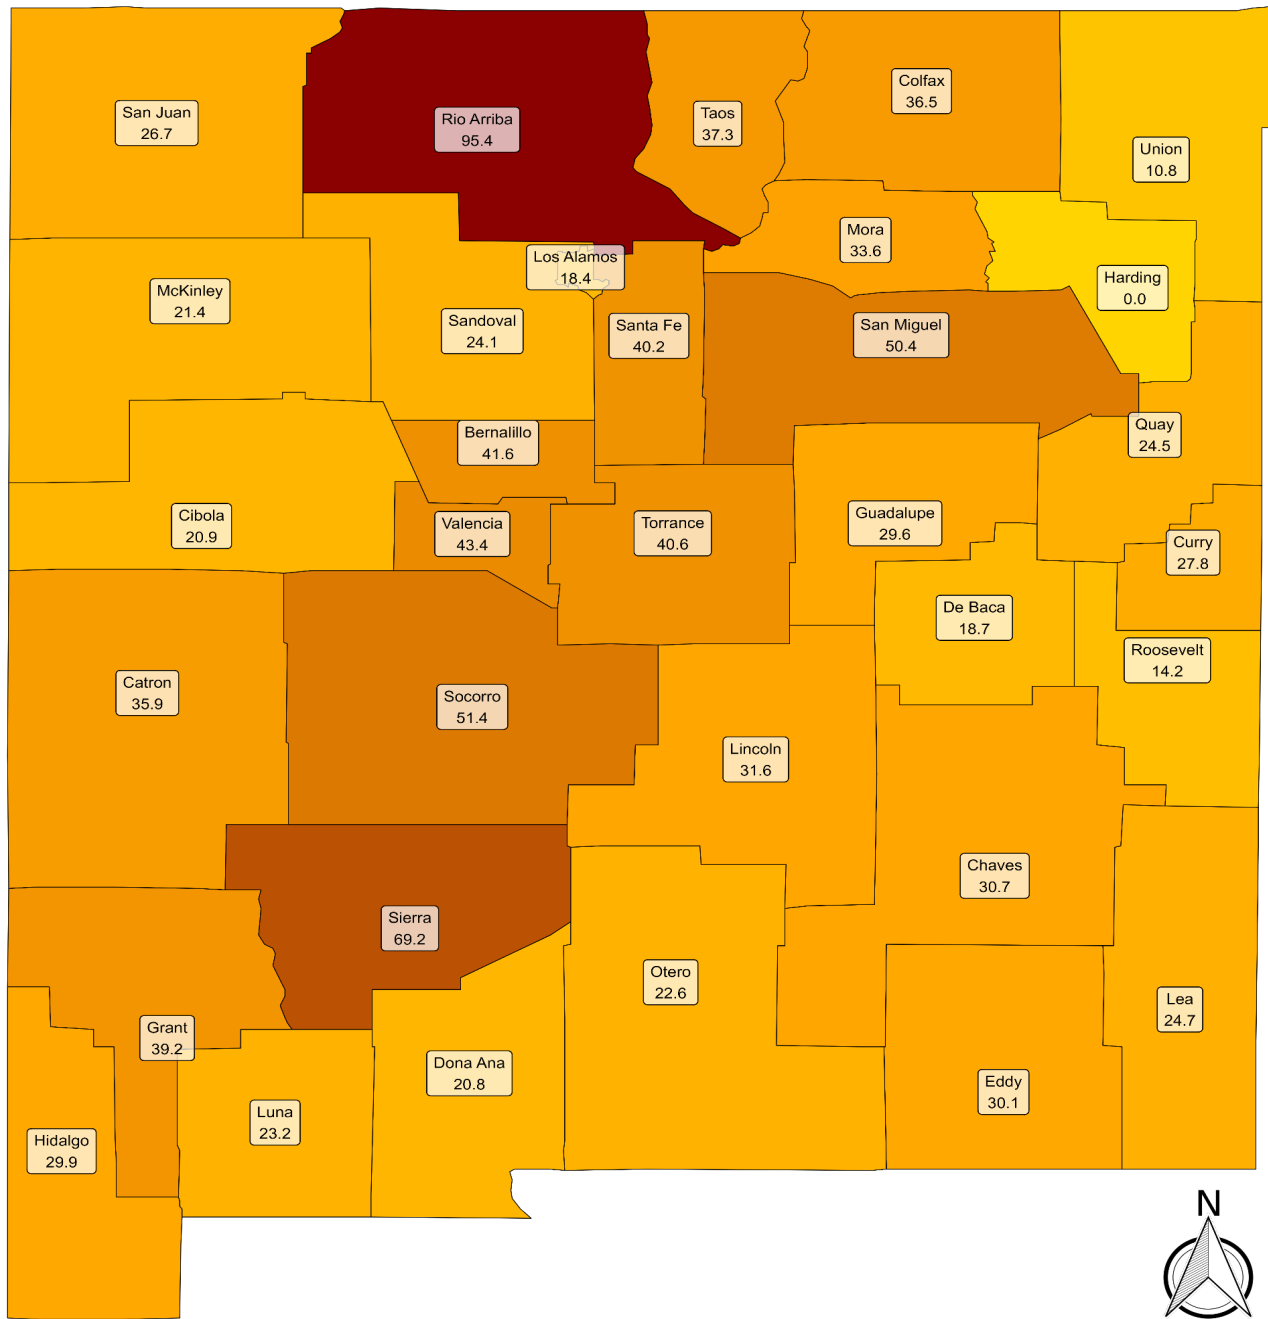 San Juan
26.7
Rio Arriba
95.4
Taos
37.3
Colfax
36.5
Union
10.8
Mora
33.6
Los Alamos
18.4
Harding
0.0
McKinley
21.4
Sandoval
24.1
Santa Fe
40.2
San Miguel
50.4
Quay
24.5
Bernalillo
41.6
Cibola
20.9
Valencia
43.4
Torrance
40.6
Guadalupe
29.6
Curry
27.8
De Baca
18.7
Roosevelt
14.2
Catron
35.9
Socorro
51.4
Lincoln
31.6
Chaves
30.7
Sierra
69.2
Otero
22.6
Lea
24.7
Grant
39.2
Dona Ana
20.8
Eddy
30.1
Luna
23.2
Hidalgo
29.9
N